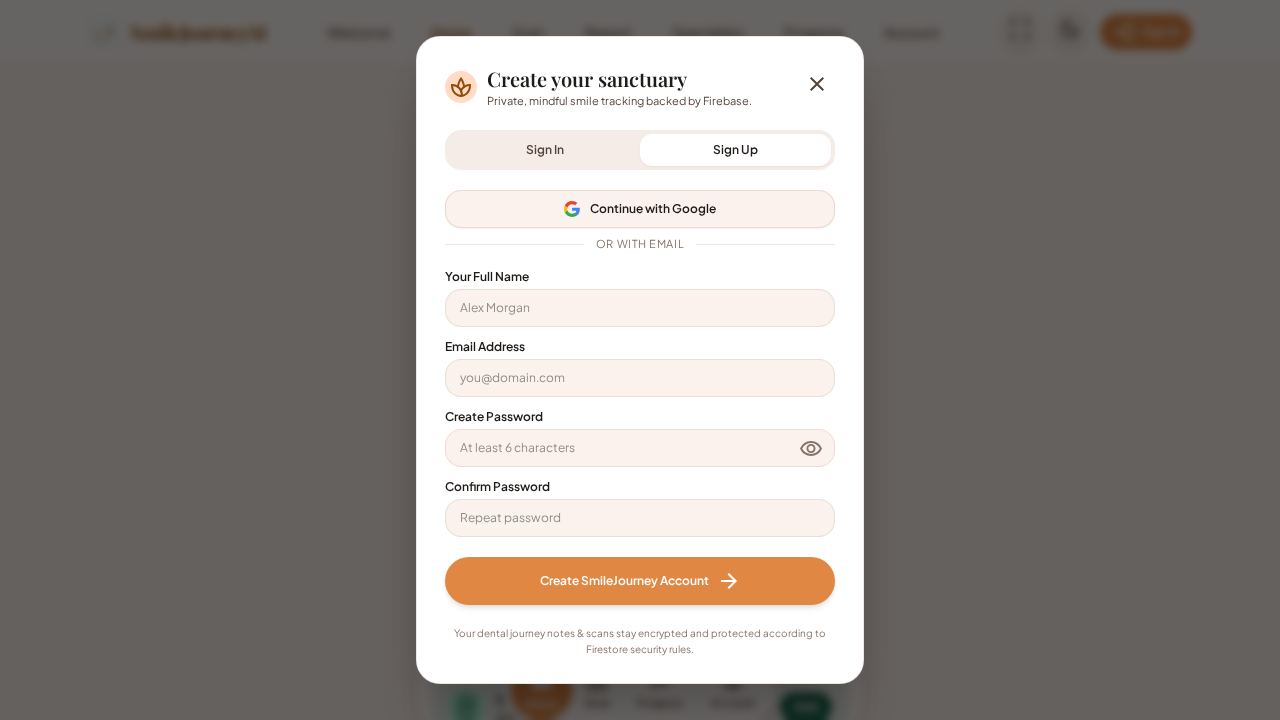 Create your sanctuary
Private, mindful smile tracking backed by Firebase.
Sign In
Sign Up
Continue with Google
OR WITH EMAIL
Your Full Name
Alex Morgan
Email Address
you@domain.com
Create Password
At least 6 characters
Confirm Password
Repeat password
Create SmileJourney Account
Your dental journey notes & scans stay encrypted and protected according to
Firestore security rules.